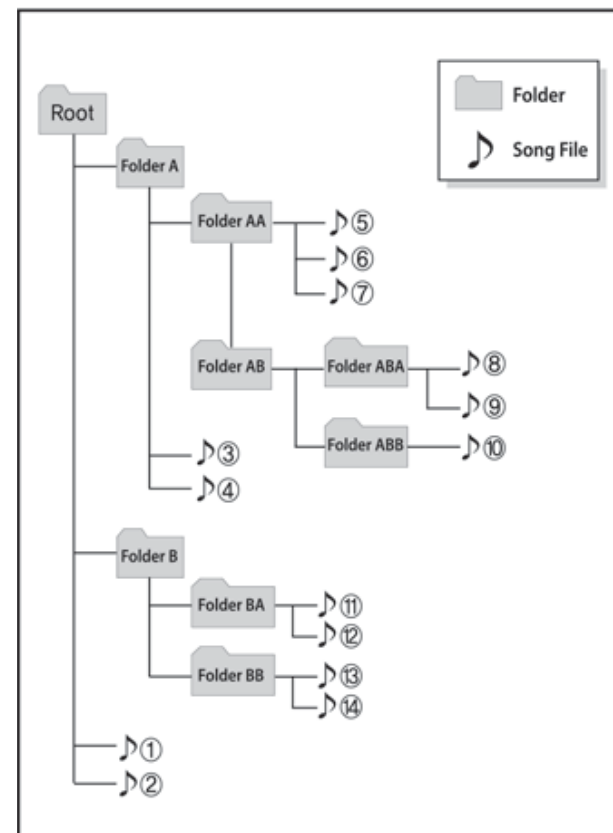 Folder
Root
Song File
Folder A
Folder AA
⑤
⑥
⑦
Folder AB
Folder ABA
⑧
⑨
Folder ABB
⑩
③
④
Folder B
Folder BA
⑪
⑫
Folder BB
⑬
⑭
①
②